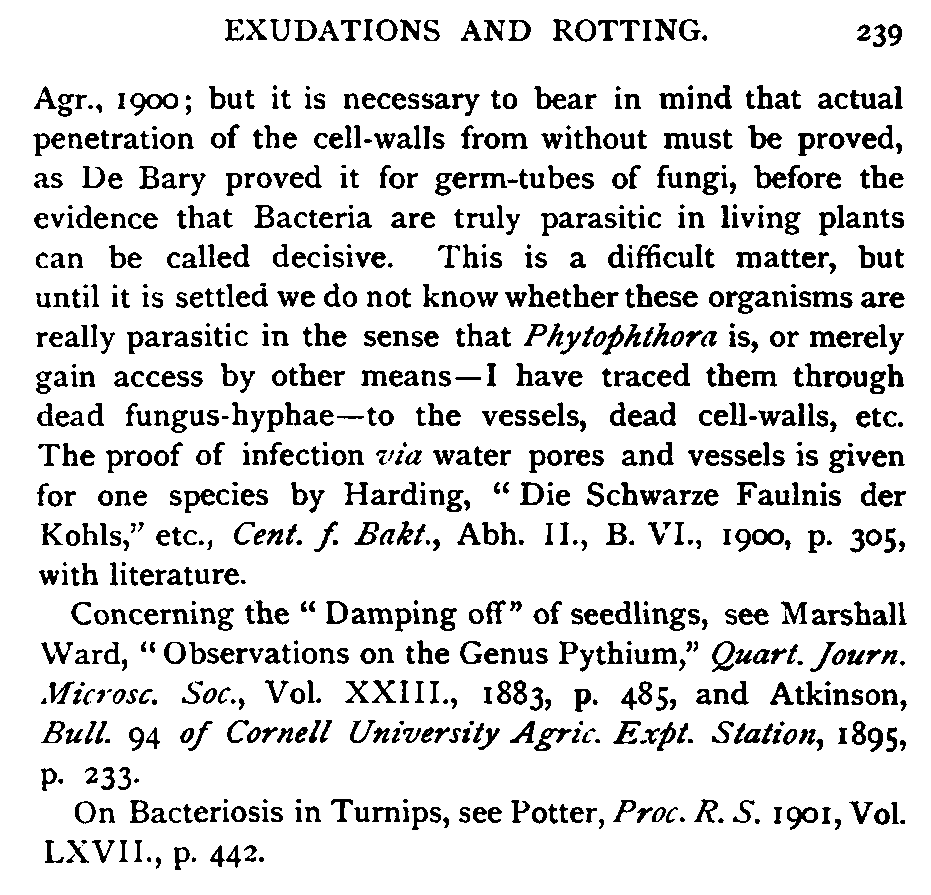 EXUDATIONS AND ROTTING. 239
Agr., 1900; but it is necessary to bear in mind that actual
penetration of the cell-walls from without must be proved,
as De Bary proved it for germ-tubes of fungi, before the
evidence that Bacteria are truly parasitic in living plants
can be called decisive. This is a difficult matter, but
until it is settled we do not know whether these organisms are
really parasitic in the sense that Phytophthora is, or merely
gain access by other means—I have traced them through
dead fungus-hyphae—to the vessels, dead cell-walls, etc.
The proof of infection via water pores and vessels is given
for one species by Harding, “ Die Schwarze Faulnis der
Kohls,” etc., Cent. f. Bakt., Abh. II., B. VI., 1900, p. 305,
with literature.
Concerning the “ Damping off” of seedlings, see Marshall
Ward, “ Observations on the Genus Pythium,” Quart. Journ.
Microsc. Soc., Vol. XXIII., 1883, p. 485, and Atkinson,
Bull. 94 of Cornell University Agric. Expt. Station, 1895,
p. 233.
On Bacteriosis in Turnips, see Potter, Proc. R. S. 1901, Vol.
LXVII., p. 442.